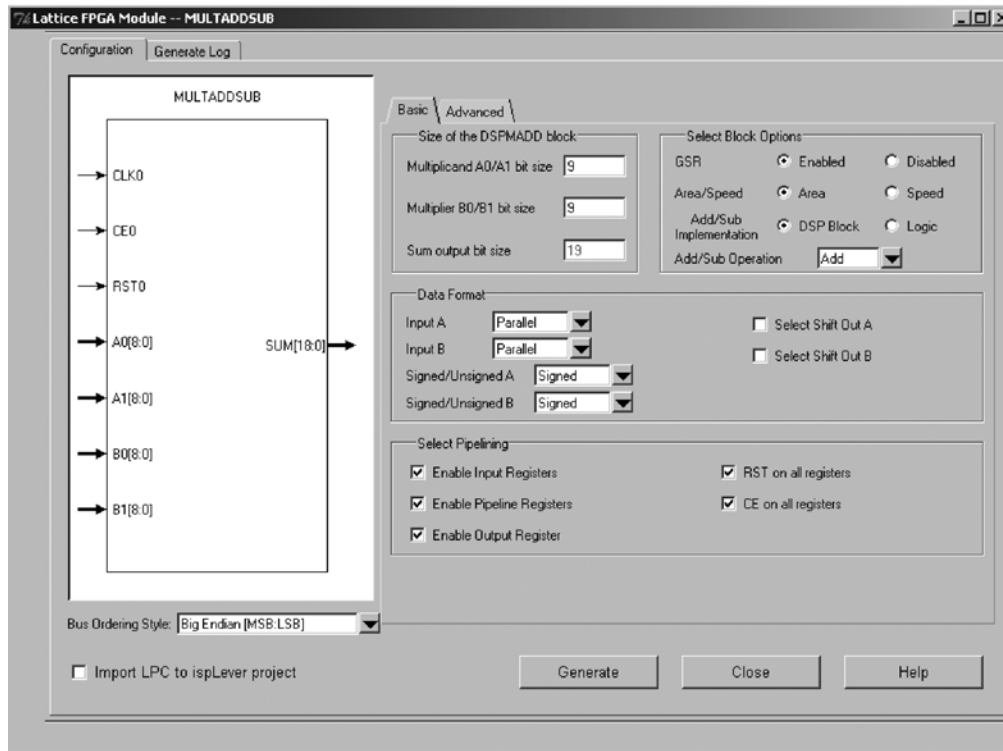 Lattice FPGA Module -- MULTADDSUB
Configuration
Generate Log
MULTADDSUB
CLK0
CE0
RST0
A0[8:0]
SUM[18:0]
A1[8:0]
B0[8:0]
B1[8:0]
Bus Ordering Style: Big Endian [MSB:LSB]
Import LPC to ispLever project
Basic
Advanced
Size of the DSPMADD block
Multiplicand A0/A1 bit size 9
Multiplier B0/B1 bit size 9
Sum output bit size 19
Select Block Options
GSR Enabled Disabled
Area/Speed Area Speed
Add/Sub
Implementation DSP Block Logic
Add/Sub Operation Add
Data Format
Input A Parallel
Input B Parallel
Signed/Unsigned A Signed
Signed/Unsigned B Signed
Select Shift Out A
Select Shift Out B
Select Pipelining
Enable Input Registers
Enable Pipeline Registers
Enable Output Register
RST on all registers
CE on all registers
Generate
Close
Help